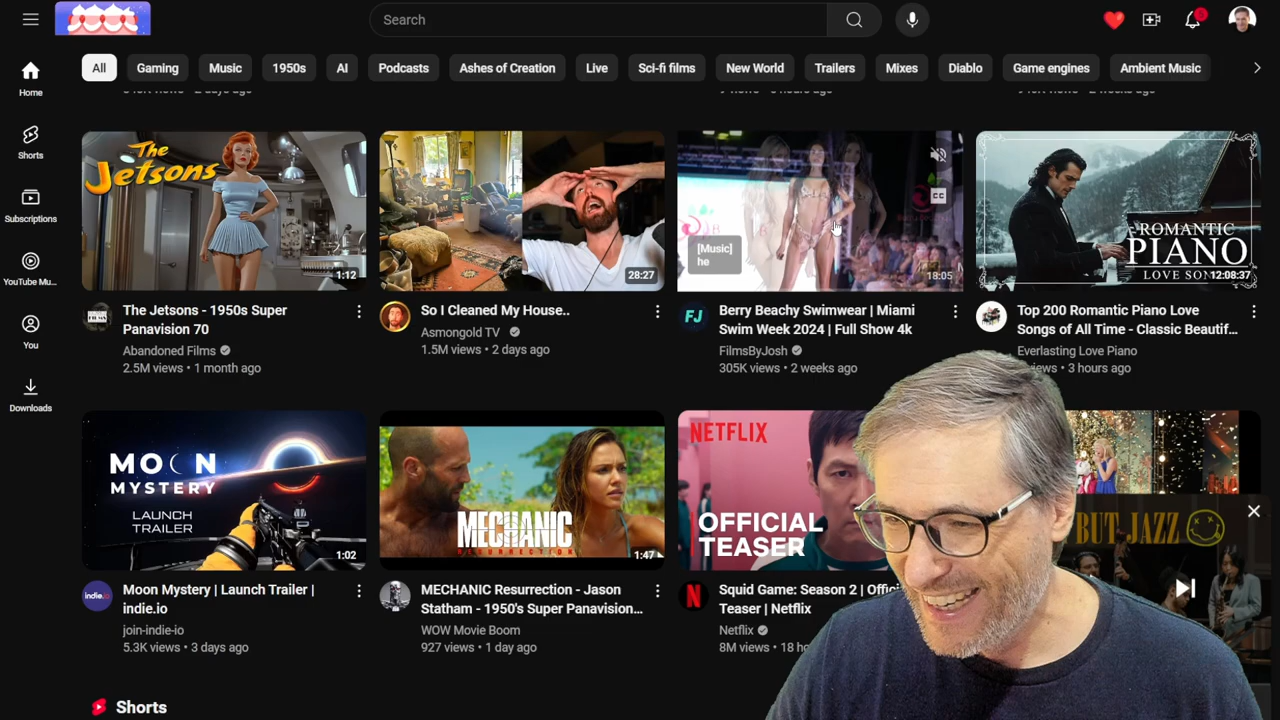 Search
All
Gaming
Music
1950s
AI
Podcasts
Ashes of Creation
Live
Sci-fi films
New World
Trailers
Mixes
Diablo
Game engines
Ambient Music
Home
Shorts
Subscriptions
YouTube Mu...
You
Downloads
The
Jetsons
1:12
28:27
CC
[Music]
he
18:05
ROMANTIC
PIANO
LOVE
12:08:37
The Jetsons - 1950s Super
Panavision 70
Abandoned Films
2.5M views • 1 month ago
So I Cleaned My House..
Asmongold TV
1.5M views • 2 days ago
FJ
Berry Beachy Swimwear | Miami
Swim Week 2024 | Full Show 4k
FilmsByJosh
305K views • 2 weeks ago
Top 200 Romantic Piano Love
Songs of All Time - Classic Beautif...
Everlasting Love Piano
views • 3 hours ago
MOON
MYSTERY
LAUNCH
TRAILER
1:02
MECHANIC
RESURRECTION
1:47
NETFLIX
OFFICIAL
TEASER
BUT JAZZ
indie.io
Moon Mystery | Launch Trailer |
indie.io
join-indie-io
5.3K views • 3 days ago
MECHANIC Resurrection - Jason
Statham - 1950's Super Panavision...
WOW Movie Boom
927 views • 1 day ago
N
Squid Game: Season 2 | Offic
Teaser | Netflix
Netflix
8M views • 18 ho
Shorts